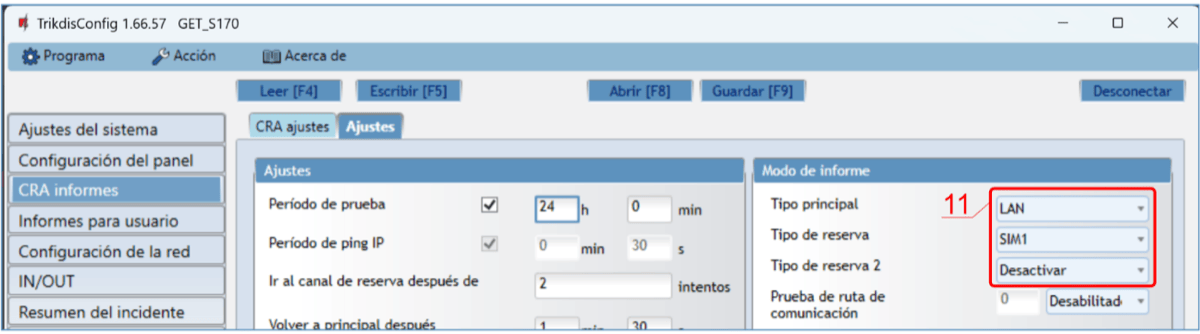 TrikdisConfig 1.66.57 GET_S170
Programa Acción Acerca de
Leer [F4] Escribir [F5] Abrir [F8] Guardar [F9] Desconectar
Ajustes del sistema
Configuración del panel
CRA informes
Informes para usuario
Configuración de la red
IN/OUT
Resumen del incidente
CRA ajustes Ajustes
Ajustes
Período de prueba 24 h 0 min
Período de ping IP 0 min 30 s
Ir al canal de reserva después de 2 intentos
Volver a principal después 1 min 30 s
Modo de informe
11
Tipo principal LAN
Tipo de reserva SIM1
Tipo de reserva 2 Desactivar
Prueba de ruta de
comunicación 0 Desabilitad